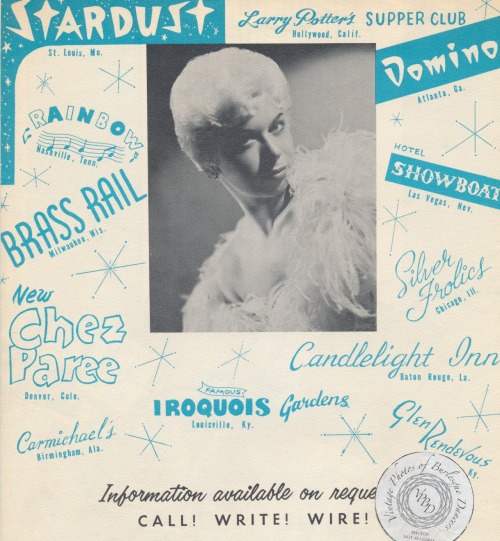 STARDUST
St. Louis, Mo.
Larry Potter's SUPPER CLUB
Hollywood, Calif.
Domino
Atlanta, Ga.
RAINBOW
Nashville, Tenn.
HOTEL
SHOWBOAT
Las Vegas, Nev.
BRASS RAIL
Milwaukee, Wis.
Silver
Frolics
Chicago, Ill.
New
Chez
Paree
Denver, Colo.
Candlelight Inn
Baton Rouge, La.
FAMOUS
IROQUOIS Gardens
Louisville, Ky.
Carmichael's
Birmingham, Ala.
Glen
Rendevous
Ky.
Information available on reque
CALL! WRITE! WIRE!
Vintage Photos of Burlesque Dancers
VPBD